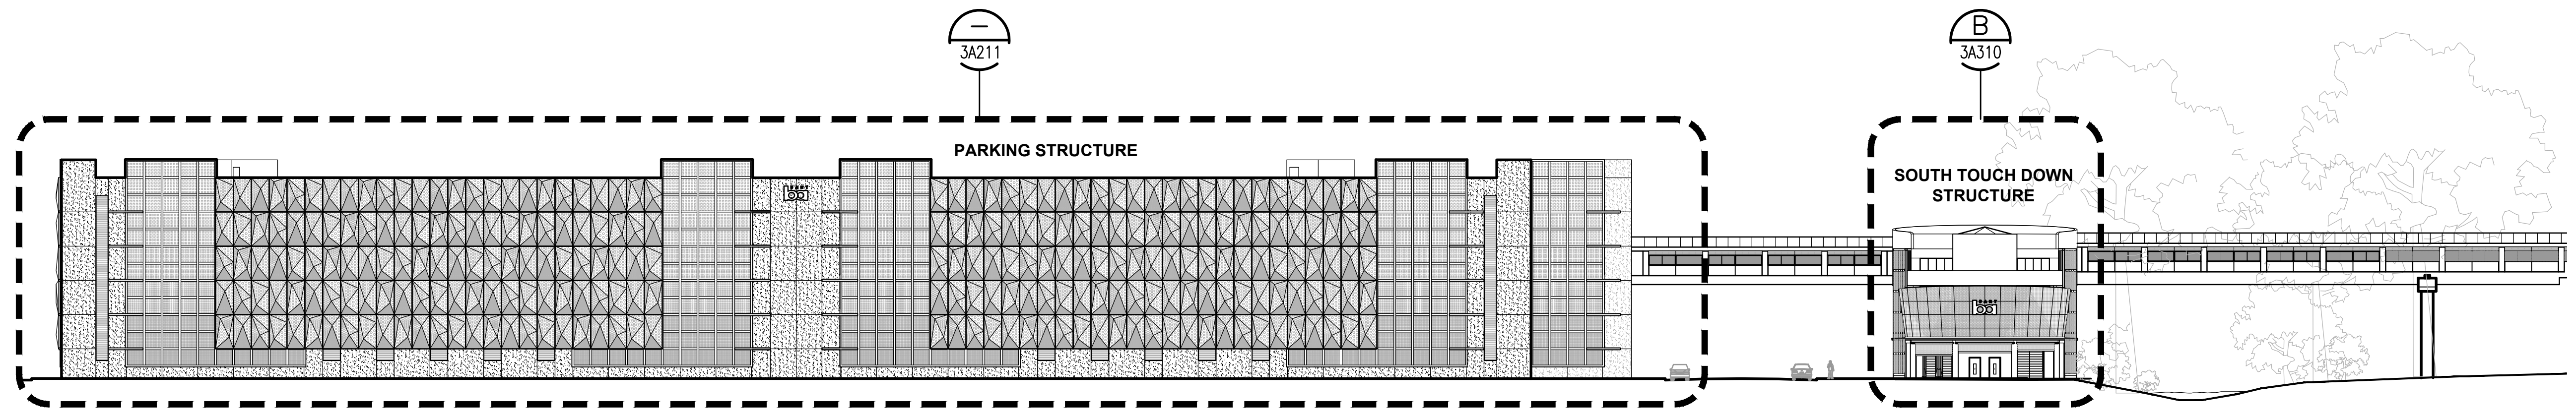 —
3A211
B
3A310
PARKING STRUCTURE
SOUTH TOUCH DOWN
STRUCTURE